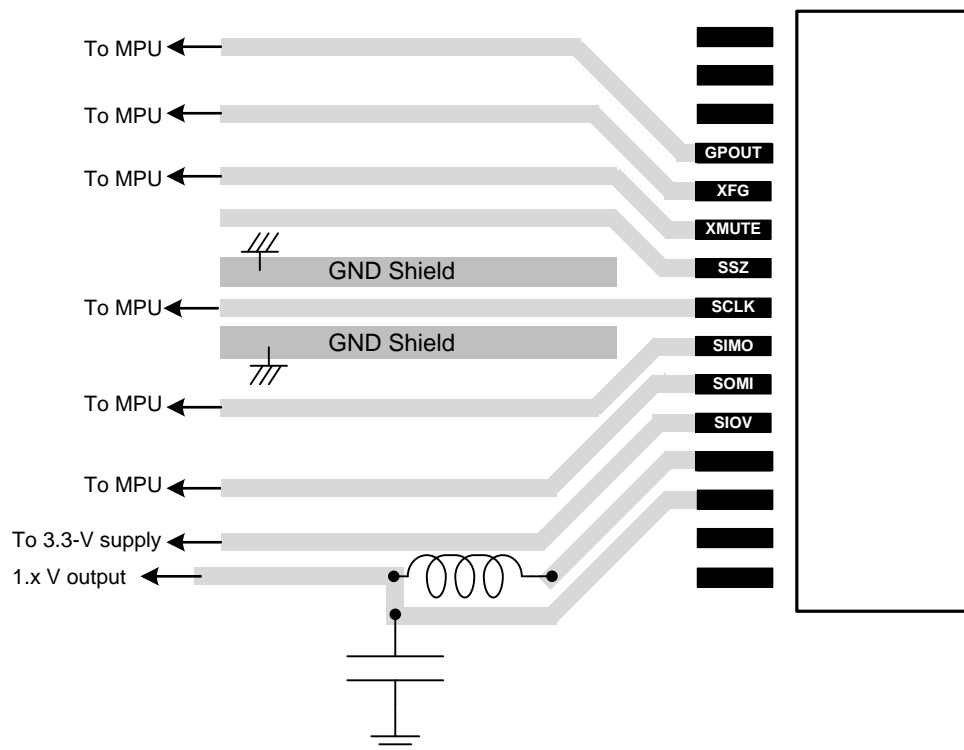 To MPU
GPOUT
To MPU
XFG
To MPU
XMUTE
SSZ
GND Shield
To MPU
SCLK
GND Shield
SIMO
To MPU
SOMI
SIOV
To MPU
To 3.3-V supply
1.x V output